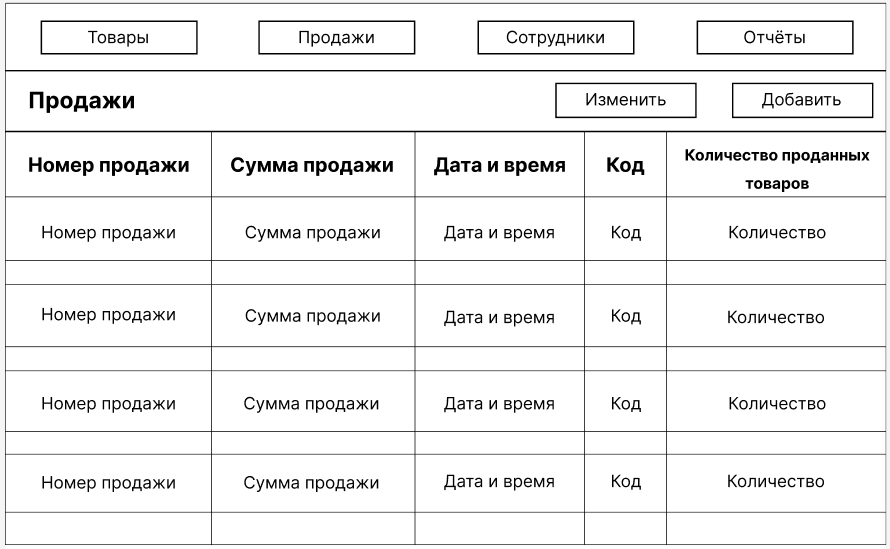 Товары Продажи Сотрудники Отчёты
Продажи Изменить Добавить
Номер продажи Сумма продажи Дата и время Код Количество проданных
товаров
Номер продажи Сумма продажи Дата и время Код Количество
Номер продажи Сумма продажи Дата и время Код Количество
Номер продажи Сумма продажи Дата и время Код Количество
Номер продажи Сумма продажи Дата и время Код Количество